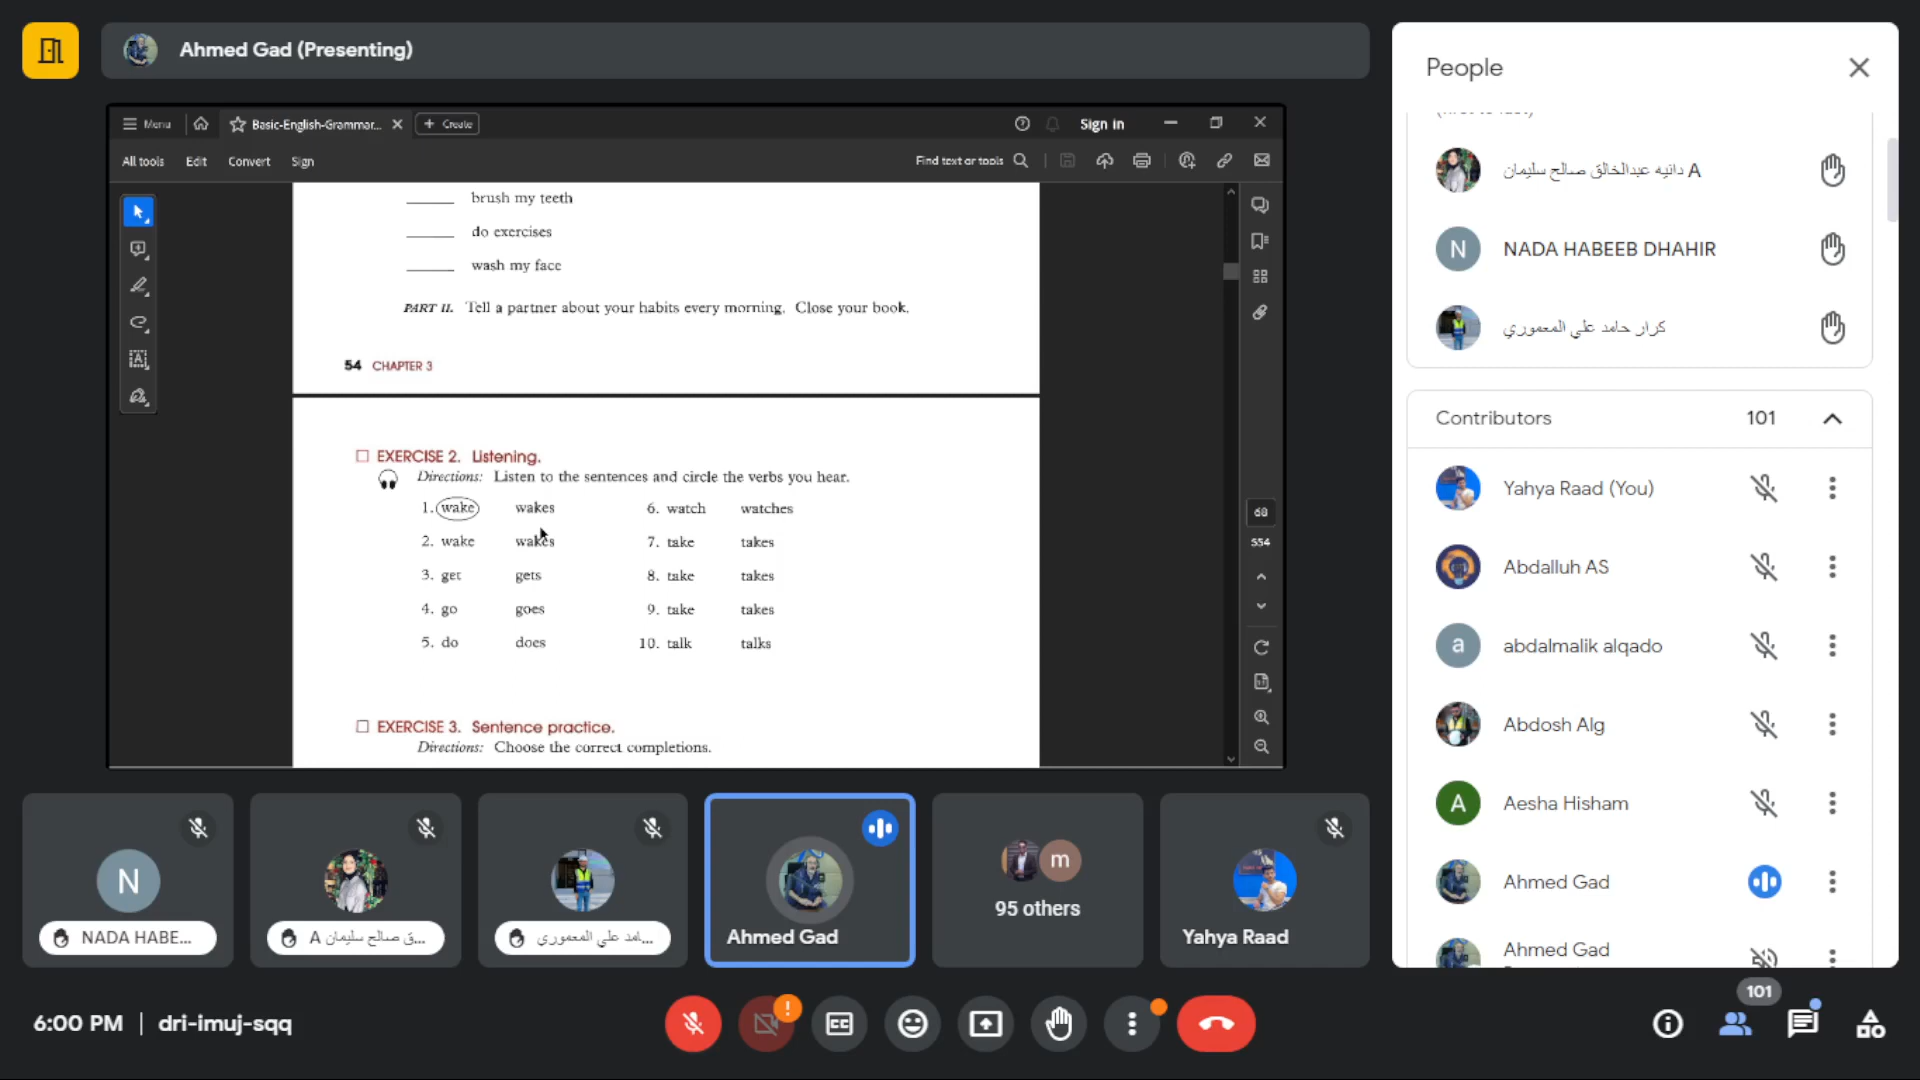 Ahmed Gad (Presenting)
Menu
Basic-English-Grammar...
Create
Sign in
All tools
Edit
Convert
Sign
Find text or tools
brush my teeth
do exercises
wash my face
PART II. Tell a partner about your habits every morning. Close your book.
54 CHAPTER 3
EXERCISE 2. Listening.
Directions: Listen to the sentences and circle the verbs you hear.
1. wake wakes 6. watch watches
2. wake wakes 7. take takes
3. get gets 8. take takes
4. go goes 9. take takes
5. do does 10. talk talks
EXERCISE 3. Sentence practice.
Directions: Choose the correct completions.
68
554
N
NADA HABE...
A ق صالح سليمان...
امد علي المعموري...
Ahmed Gad
m
95 others
Yahya Raad
6:00 PM | dri-imuj-sqq
People
A دانيه عبدالخالق صالح سليمان
N
NADA HABEEB DHAHIR
كرار حامد علي المعموري
Contributors 101
Yahya Raad (You)
Abdalluh AS
a
abdalmalik alqado
Abdosh Alg
A
Aesha Hisham
Ahmed Gad
Ahmed Gad
101